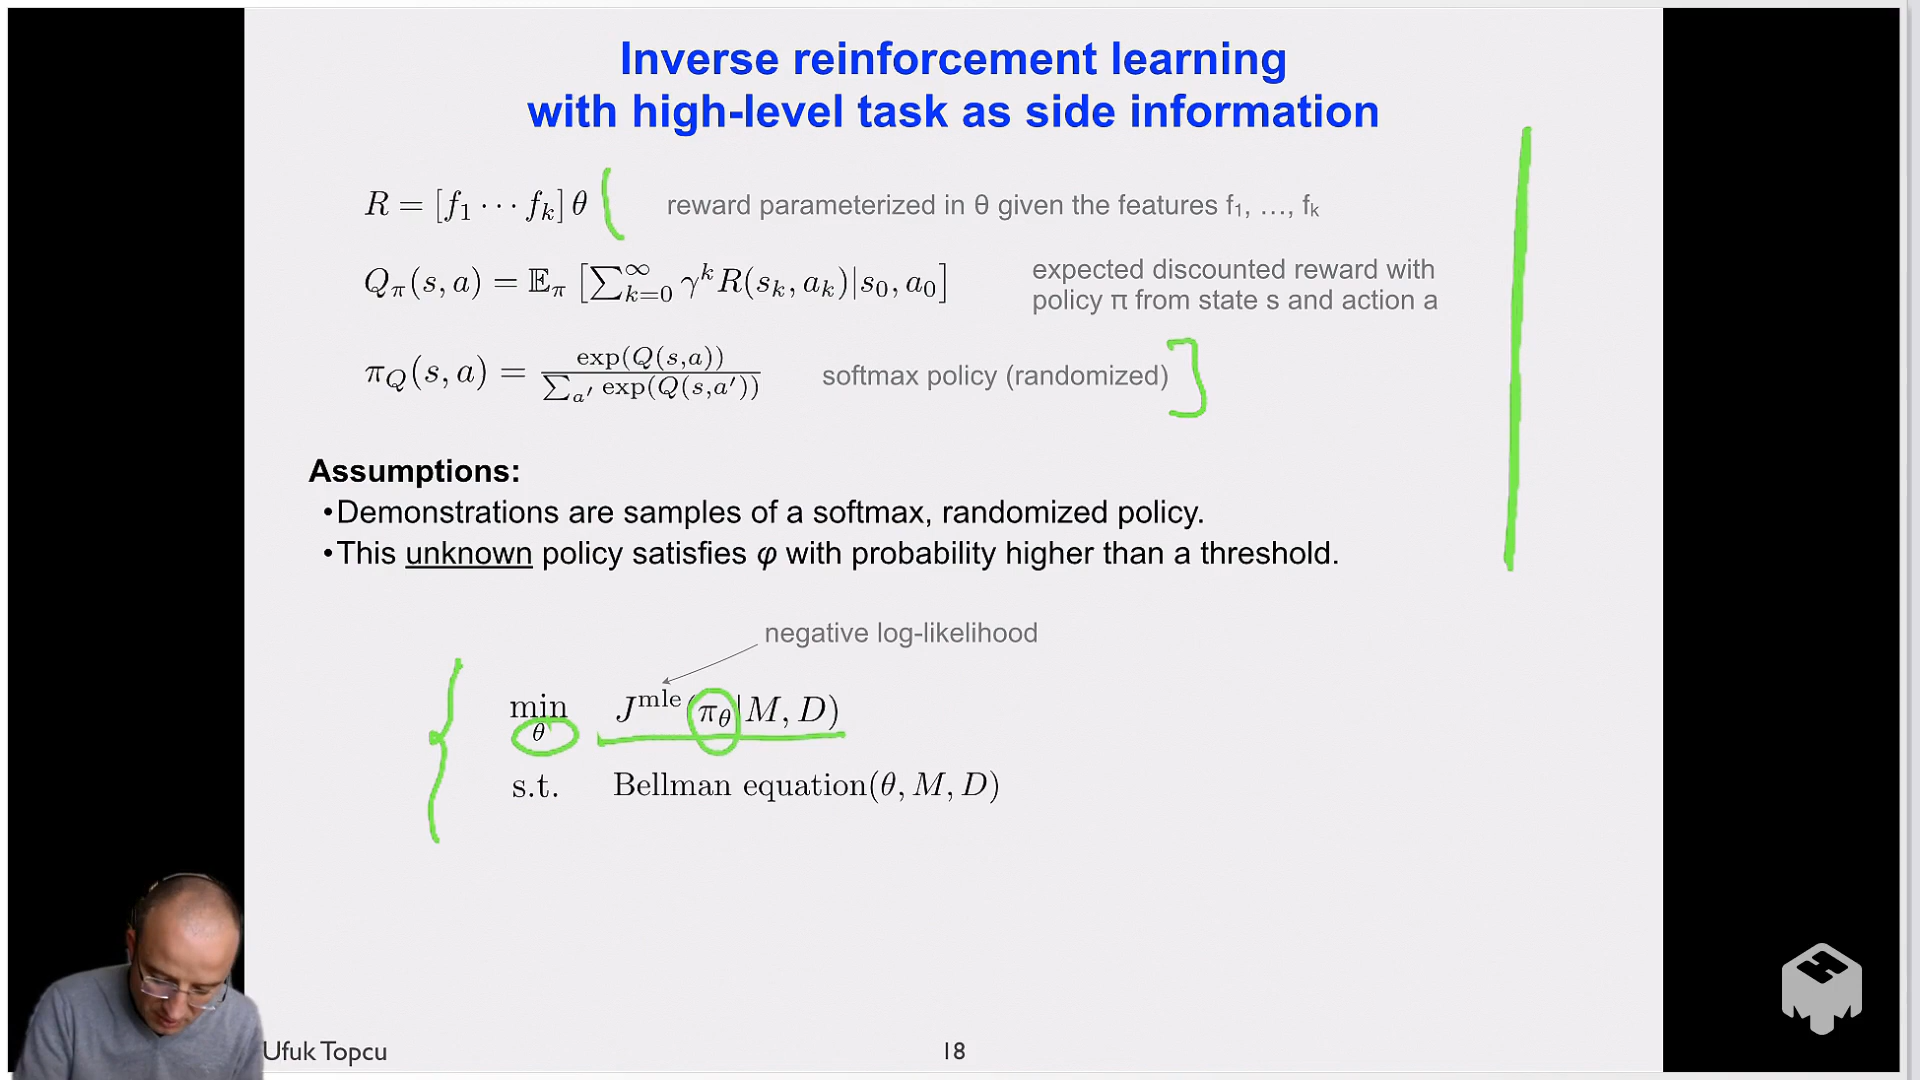 Inverse reinforcement learning
with high-level task as side information
R = [f₁ ⋯ fₖ] θ reward parameterized in θ given the features f₁, …, fₖ
Q_π(s, a) = 𝔼_π [∑_{k=0}^{∞} γ^k R(s_k, a_k)|s₀, a₀] expected discounted reward with
policy π from state s and action a
π_Q(s, a) = exp(Q(s,a)) / ∑_{a′} exp(Q(s,a′)) softmax policy (randomized)
Assumptions:
•Demonstrations are samples of a softmax, randomized policy.
•This unknown policy satisfies φ with probability higher than a threshold.
negative log-likelihood
min_θ J^mle(π_θ|M, D)
s.t. Bellman equation(θ, M, D)
Ufuk Topcu 18